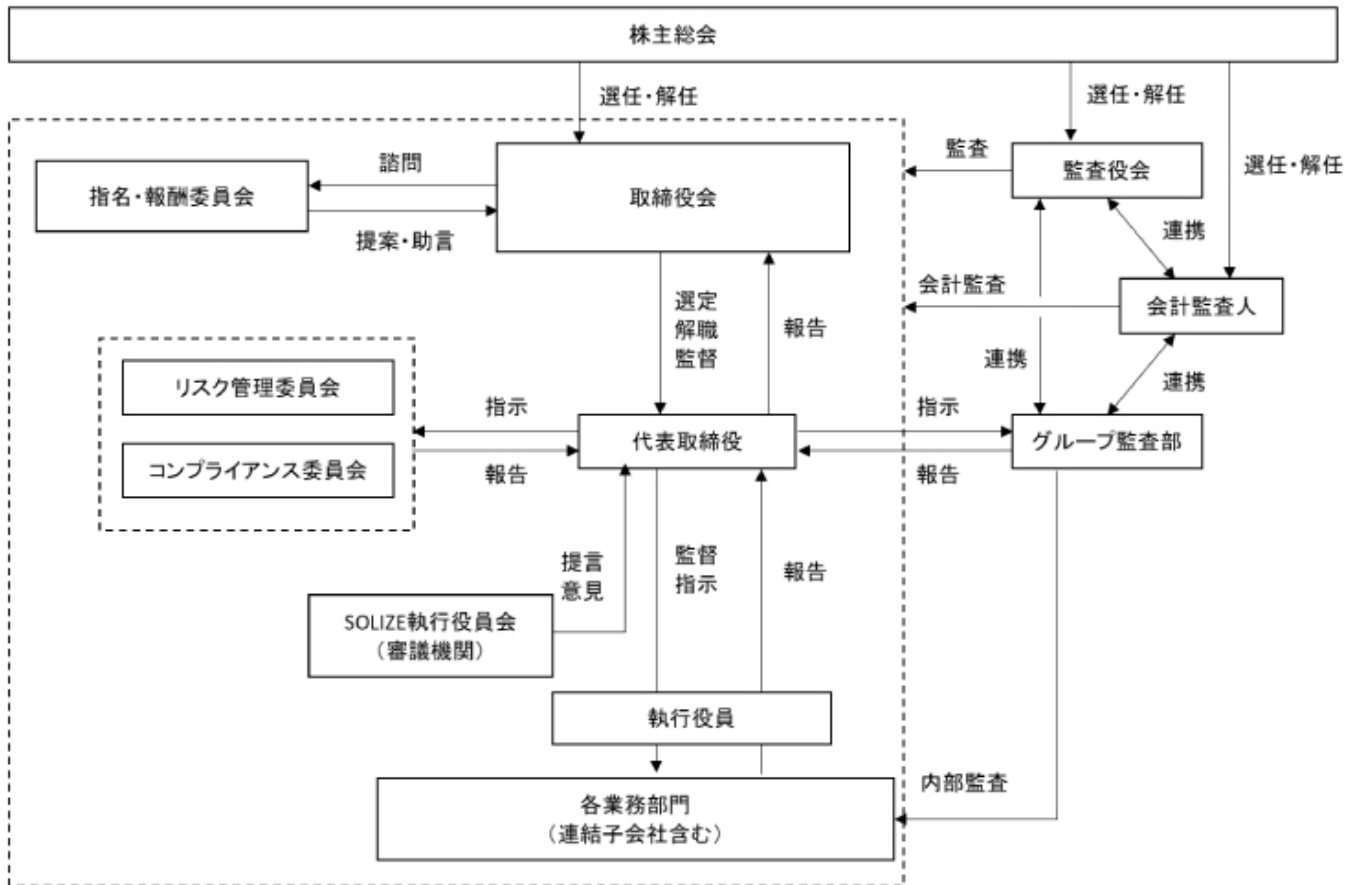 株主総会
選任・解任
選任・解任
選任・解任
諮問
監査
指名・報酬委員会
取締役会
監査役会
提案・助言
連携
会計監査
会計監査人
選定
解職
監督
報告
連携
連携
リスク管理委員会
コンプライアンス委員会
指示
報告
代表取締役
指示
報告
グループ監査部
提言
意見
監督
指示
報告
SOLIZE執行役員会
(審議機関)
執行役員
内部監査
各業務部門
(連結子会社含む)